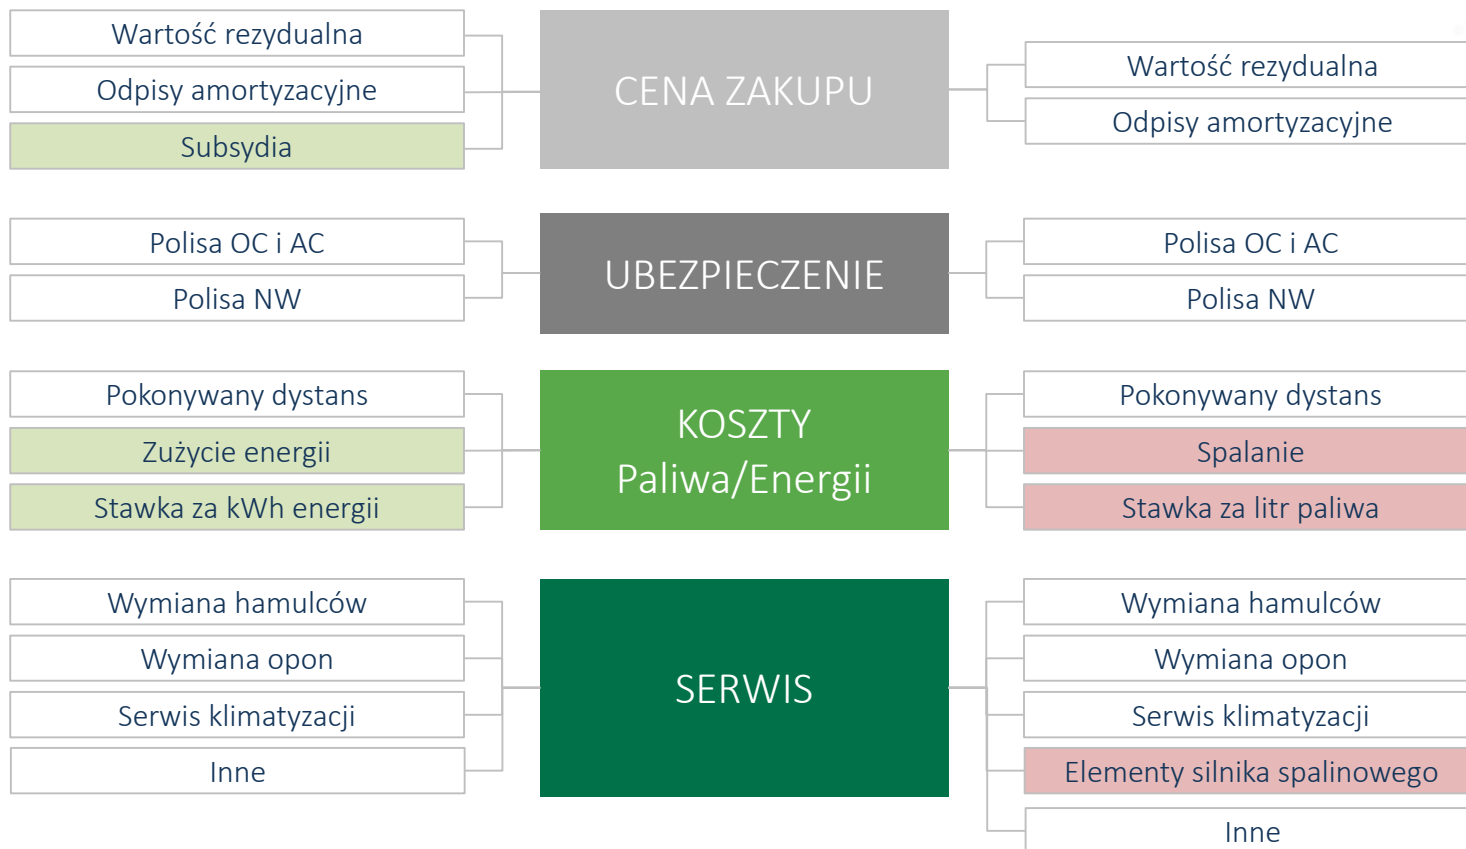 Wartość rezydualna
Odpisy amortyzacyjne
Subsydia
CENA ZAKUPU
Wartość rezydualna
Odpisy amortyzacyjne
Polisa OC i AC
Polisa NW
UBEZPIECZENIE
Polisa OC i AC
Polisa NW
Pokonywany dystans
Zużycie energii
Stawka za kWh energii
KOSZTY
Paliwa/Energii
Pokonywany dystans
Spalanie
Stawka za litr paliwa
Wymiana hamulców
Wymiana opon
Serwis klimatyzacji
Inne
SERWIS
Wymiana hamulców
Wymiana opon
Serwis klimatyzacji
Elementy silnika spalinowego
Inne